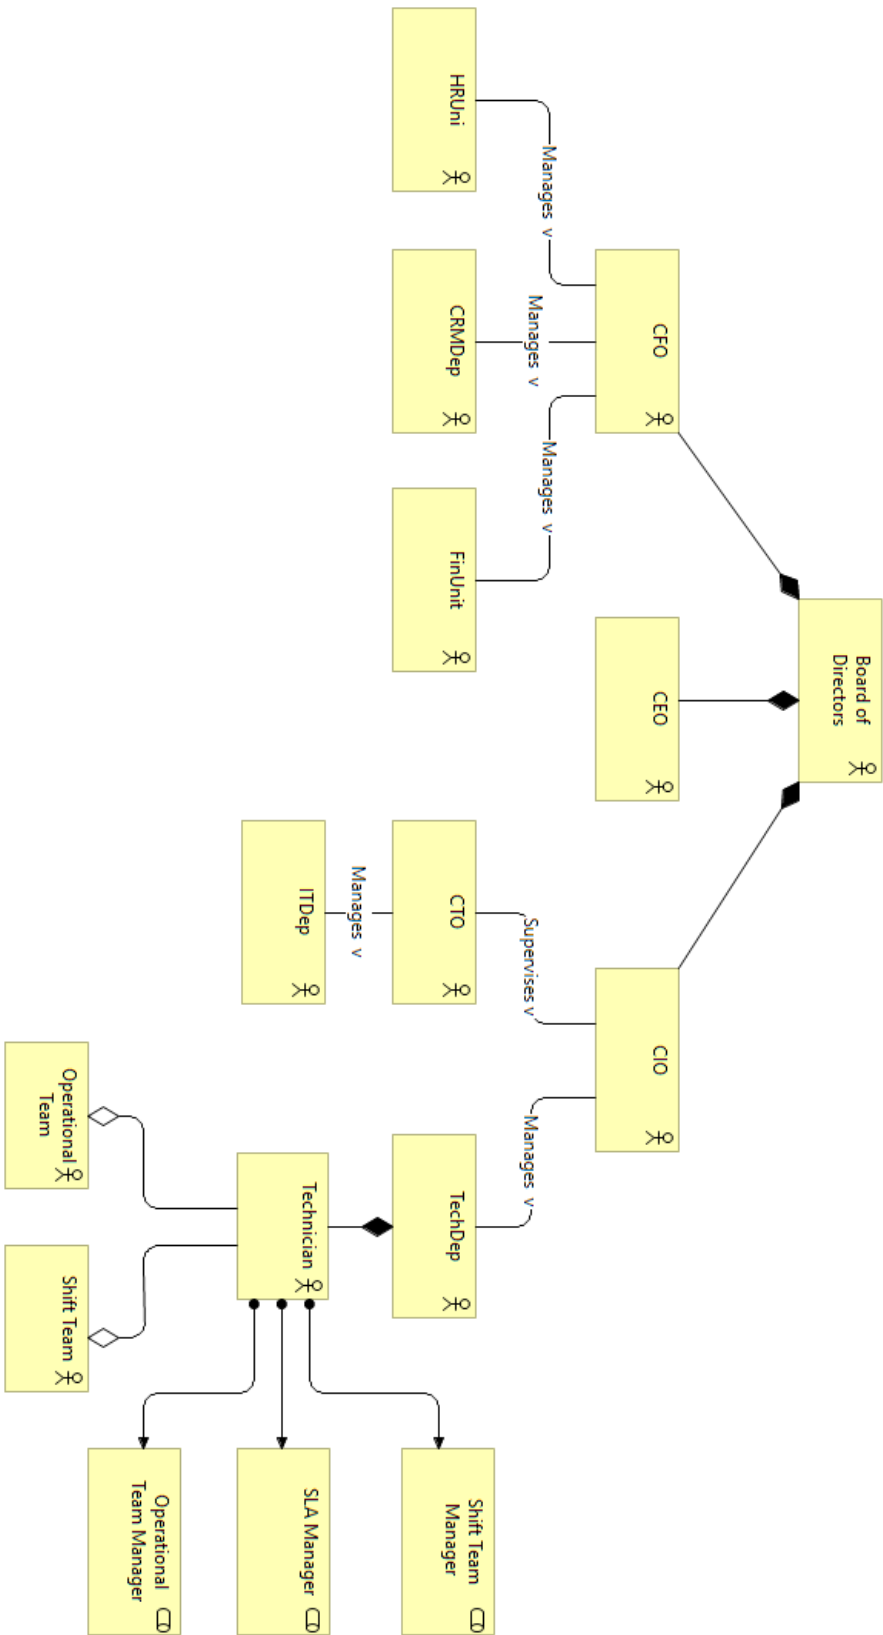 Board of
Directors
CFO
CEO
CIO
Manages v
Manages v
Manages v
Supervises v
Manages v
HRUni
CRMDep
FinUnit
CTO
TechDep
Manages v
ITDep
Technician
Shift Team
Manager
SLA Manager
Operational
Team Manager
Operational
Team
Shift Team